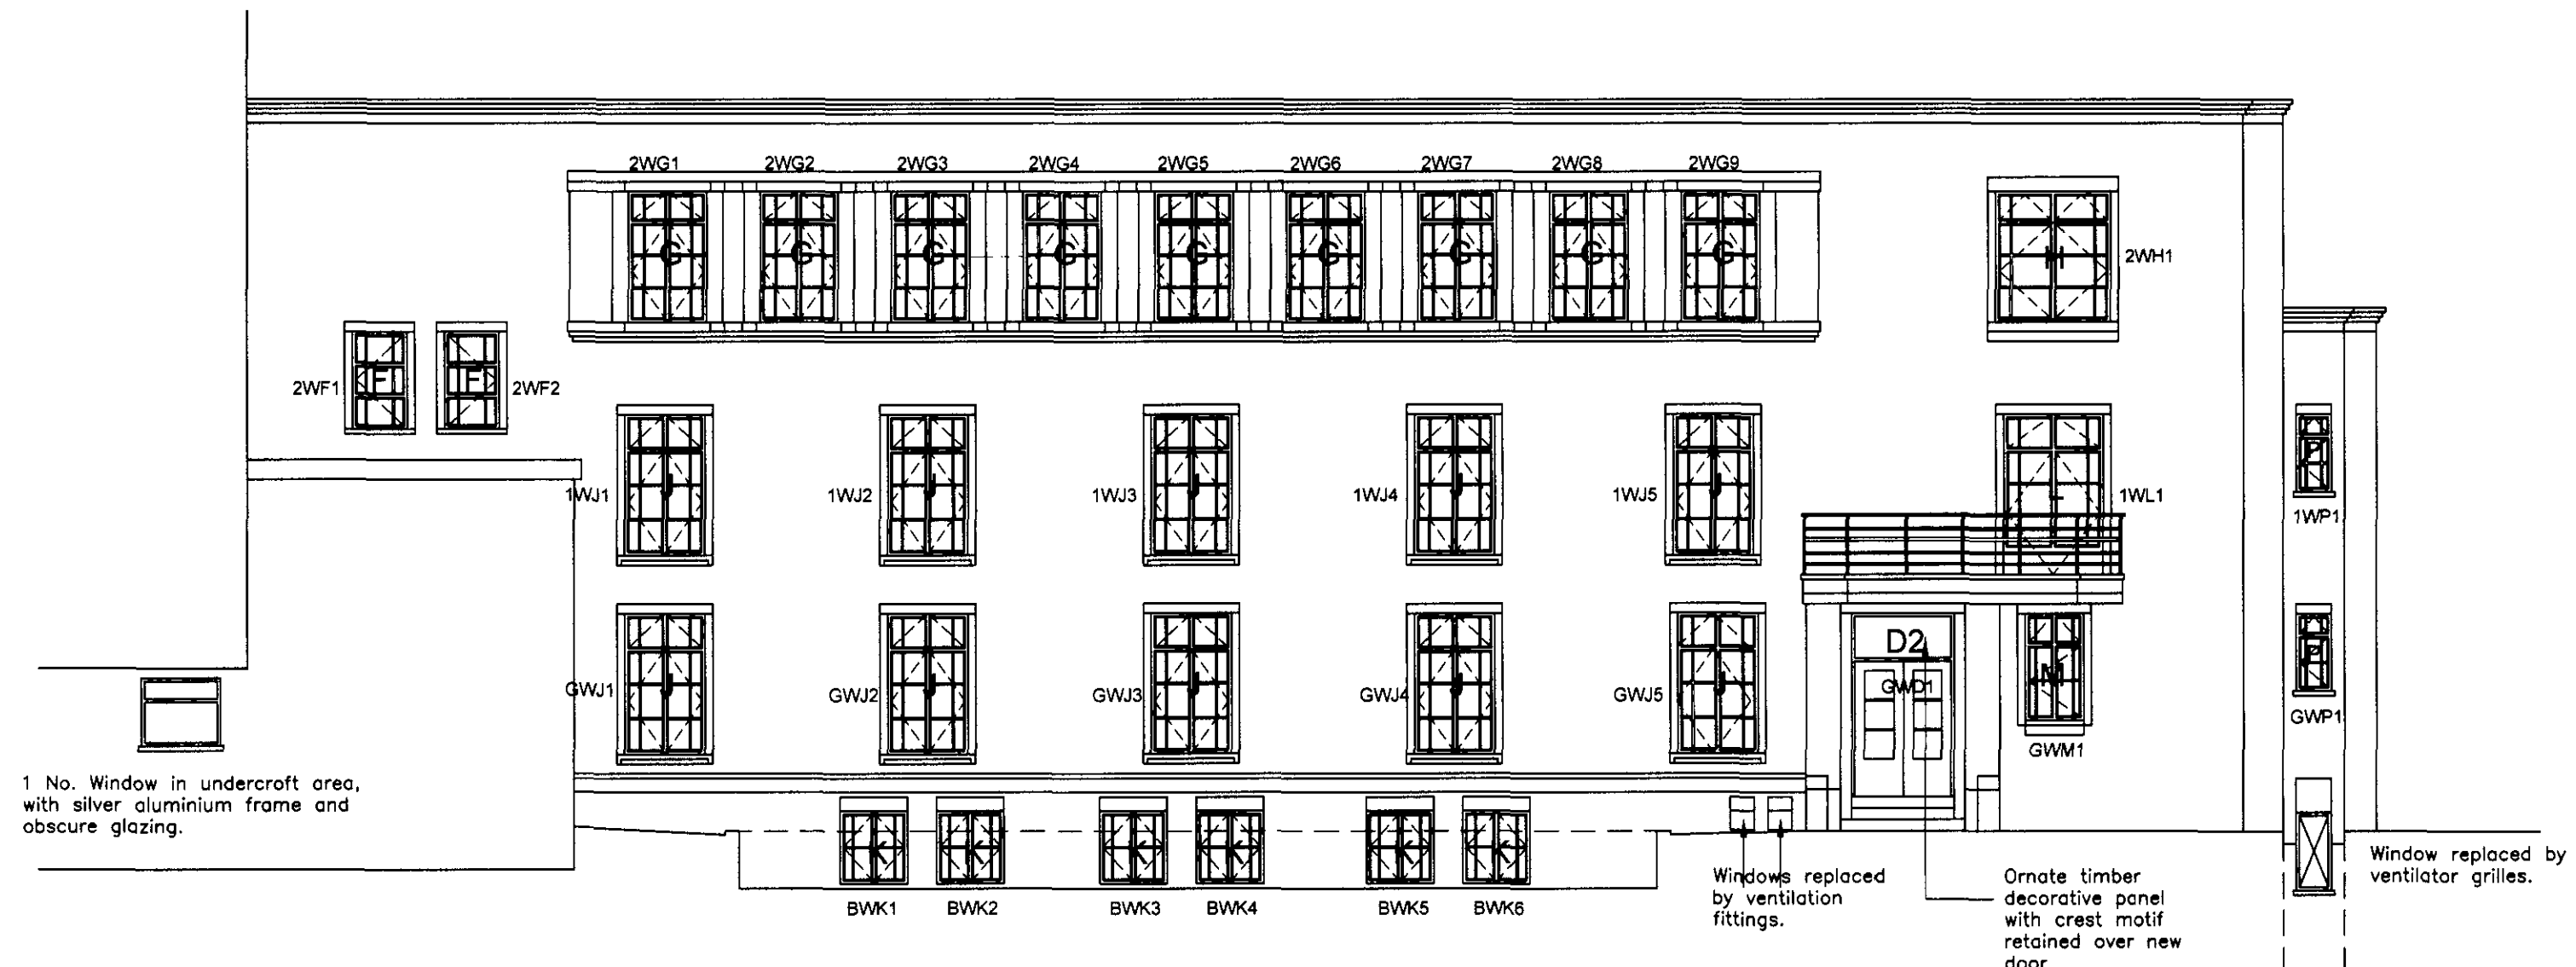 2WG1 2WG2 2WG3 2WG4 2WG5 2WG6 2WG7 2WG8 2WG9
G G G G G G G G G H 2WH1
2WF1 F F 2WF2
1WJ1 J 1WJ2 J 1WJ3 J 1WJ4 J 1WJ5 J L 1WL1 P
1WP1
D2
GWJ1 J GWJ2 J GWJ3 J GWJ4 J GWJ5 J GWD1 M P
GWP1
GWM1
1 No. Window in undercroft area,
with silver aluminium frame and
obscure glazing.
K K K K K K
BWK1 BWK2 BWK3 BWK4 BWK5 BWK6
Windows replaced
by ventilation
fittings.
Ornate timber
decorative panel
with crest motif
retained over new
door
Window replaced by
ventilator grilles.